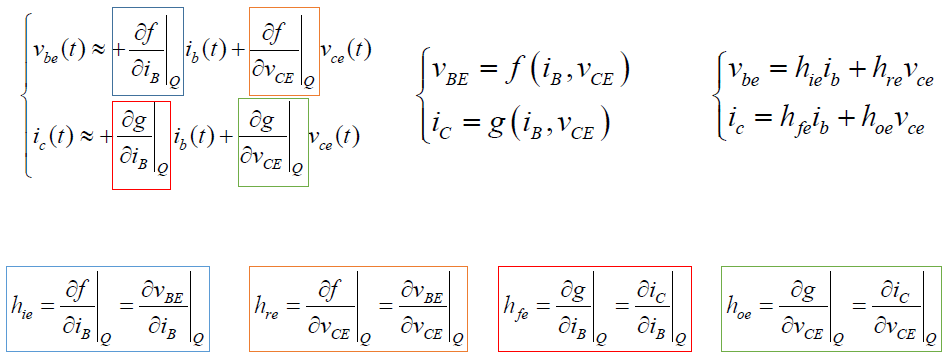 v_be(t) ≈ +∂f/∂i_B|_Q i_b(t) + ∂f/∂v_CE|_Q v_ce(t)
i_c(t) ≈ +∂g/∂i_B|_Q i_b(t) + ∂g/∂v_CE|_Q v_ce(t)
v_BE = f(i_B, v_CE)
i_C = g(i_B, v_CE)
v_be = h_ie i_b + h_re v_ce
i_c = h_fe i_b + h_oe v_ce
h_ie = ∂f/∂i_B|_Q = ∂v_BE/∂i_B|_Q
h_re = ∂f/∂v_CE|_Q = ∂v_BE/∂v_CE|_Q
h_fe = ∂g/∂i_B|_Q = ∂i_C/∂i_B|_Q
h_oe = ∂g/∂v_CE|_Q = ∂i_C/∂v_CE|_Q